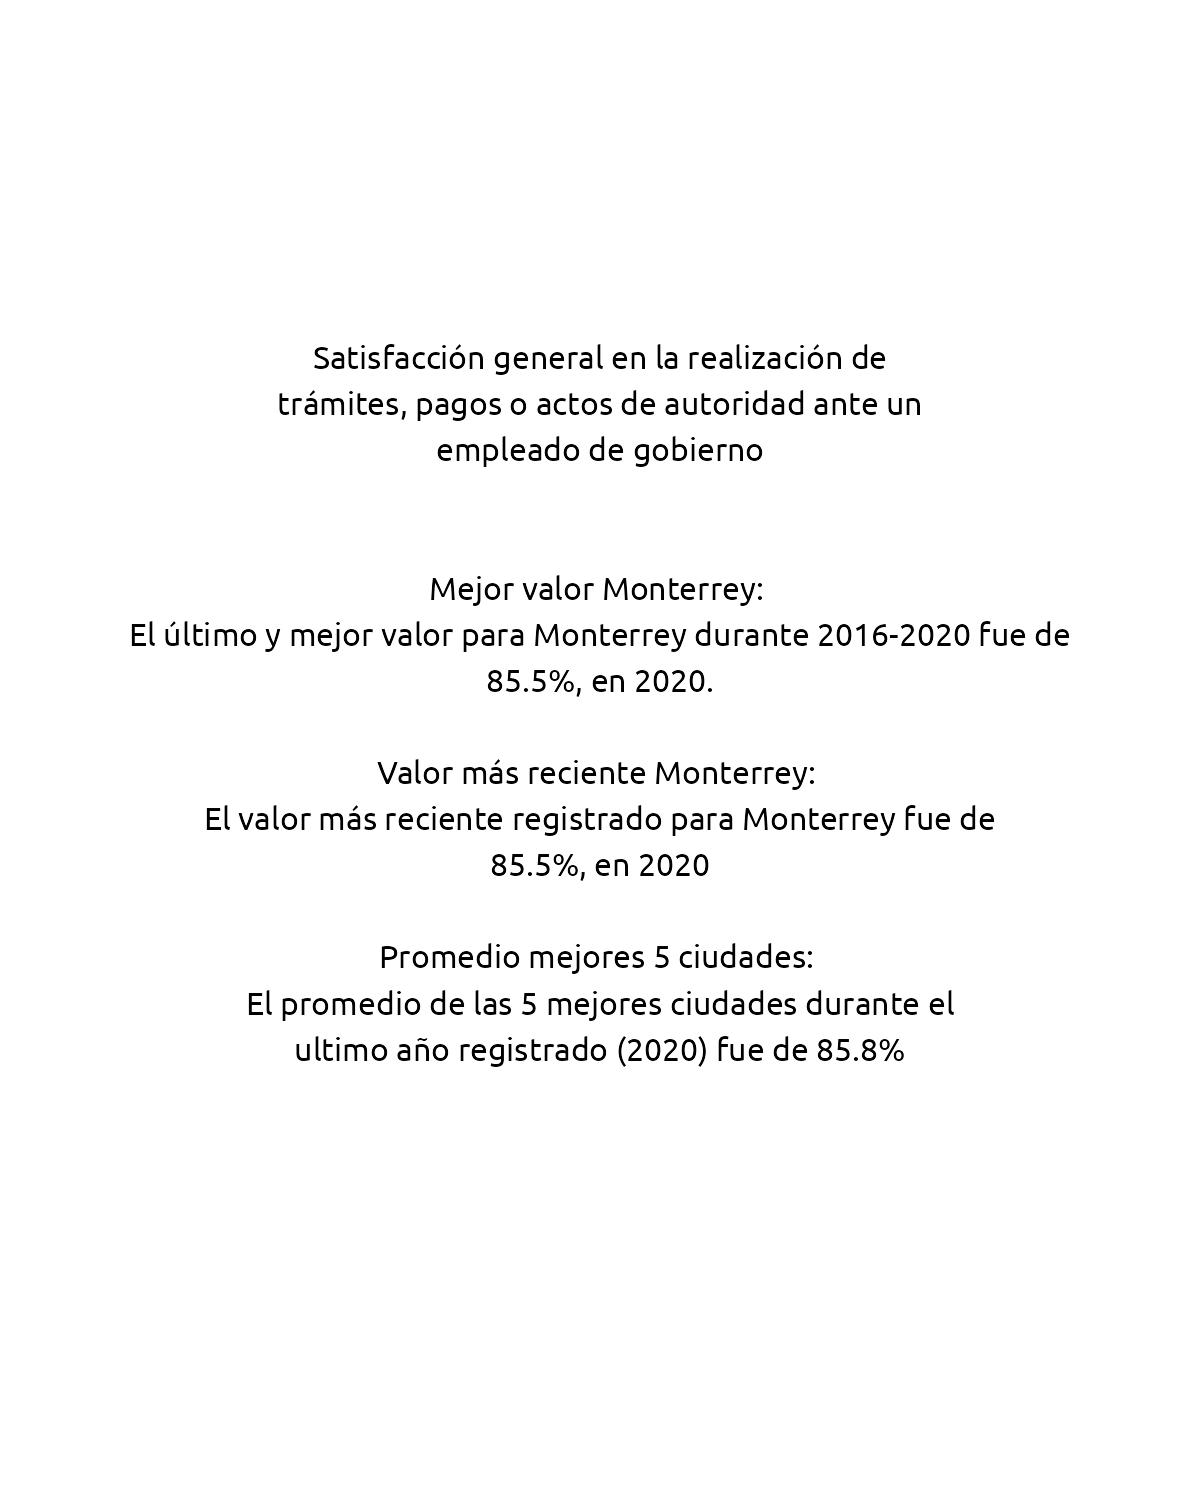 Satisfacción general en la realización de
trámites, pagos o actos de autoridad ante un
empleado de gobierno
Mejor valor Monterrey:
El último y mejor valor para Monterrey durante 2016-2020 fue de
85.5%, en 2020.
Valor más reciente Monterrey:
El valor más reciente registrado para Monterrey fue de
85.5%, en 2020
Promedio mejores 5 ciudades:
El promedio de las 5 mejores ciudades durante el
ultimo año registrado (2020) fue de 85.8%